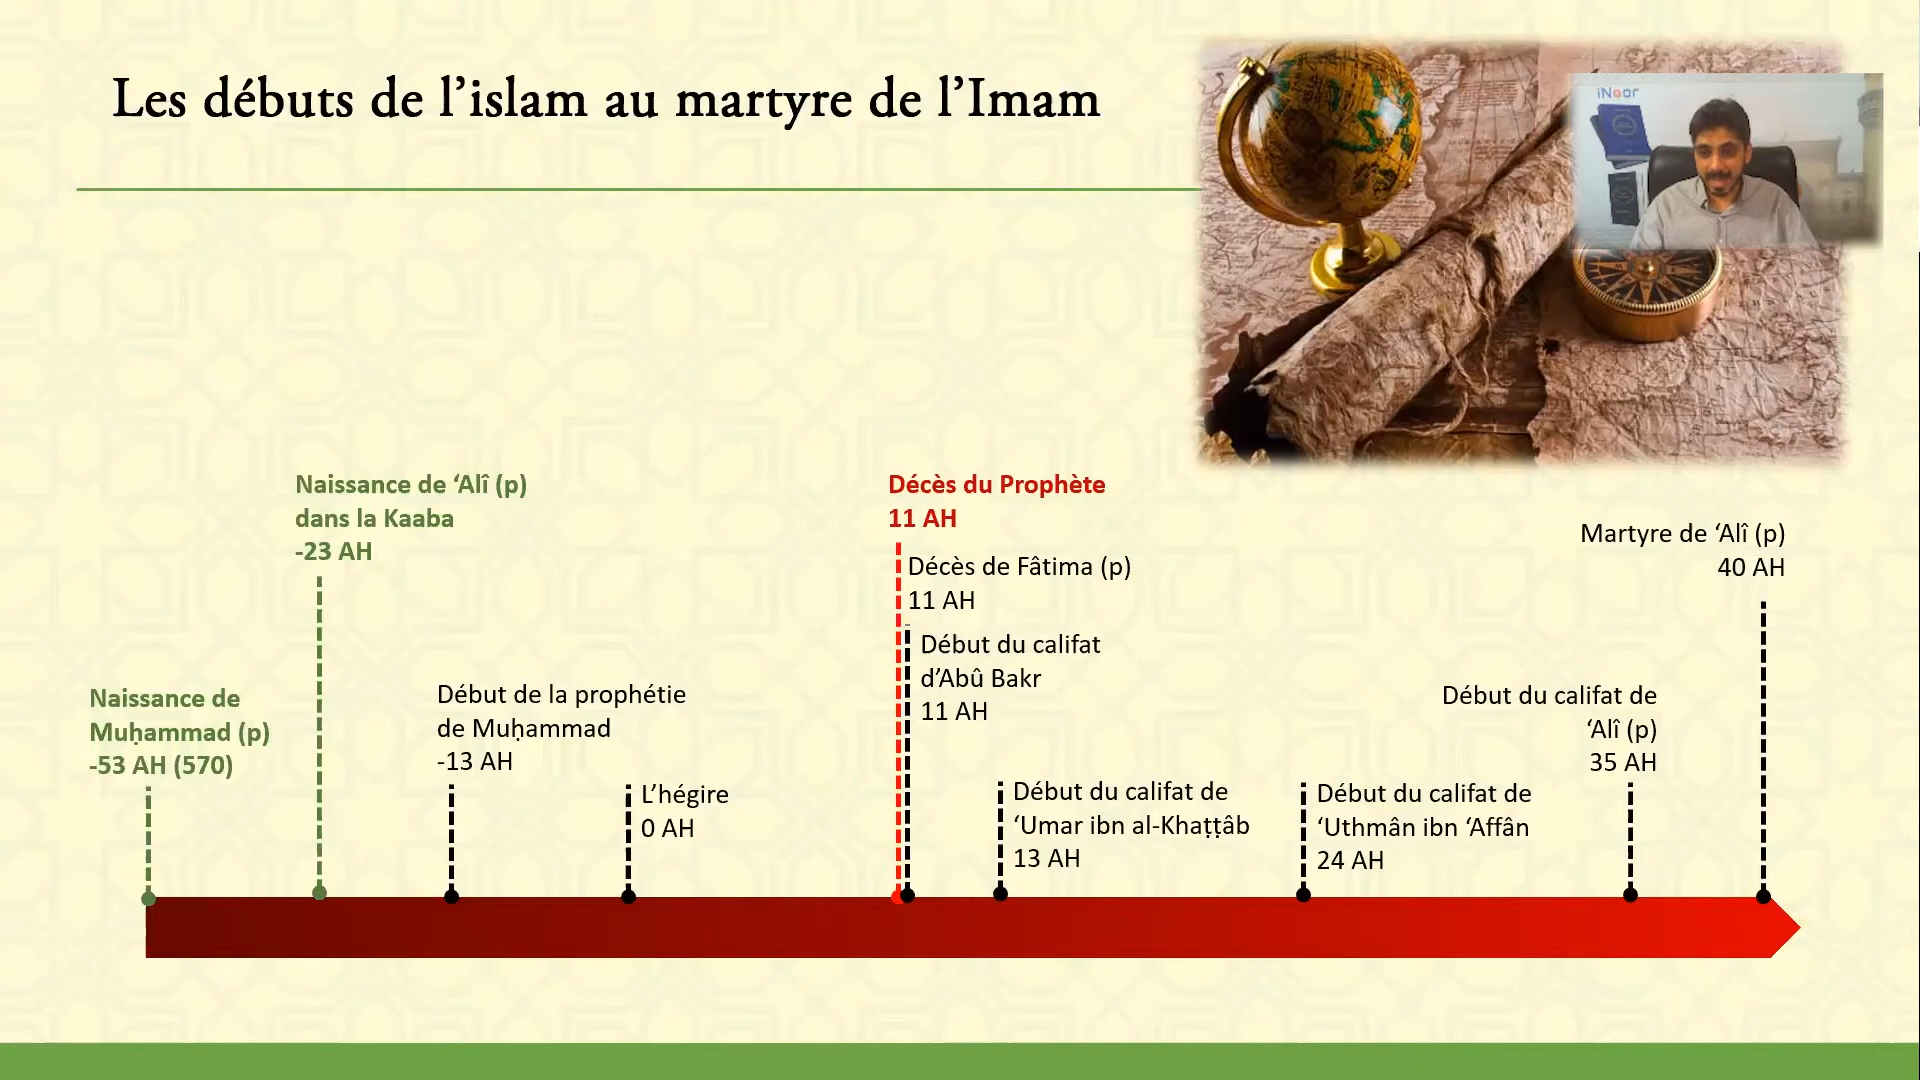 Les débuts de l’islam au martyre de l’Imam
iNoor
Naissance de ‘Alî (p)
dans la Kaaba
-23 AH
Décès du Prophète
11 AH
Martyre de ‘Alî (p)
40 AH
Décès de Fâtima (p)
11 AH
Début du califat
d’Abû Bakr
11 AH
Naissance de
Muḥammad (p)
-53 AH (570)
Début de la prophétie
de Muḥammad
-13 AH
Début du califat de
‘Alî (p)
35 AH
L’hégire
0 AH
Début du califat de
‘Umar ibn al-Khaṭṭâb
13 AH
Début du califat de
‘Uthmân ibn ‘Affân
24 AH